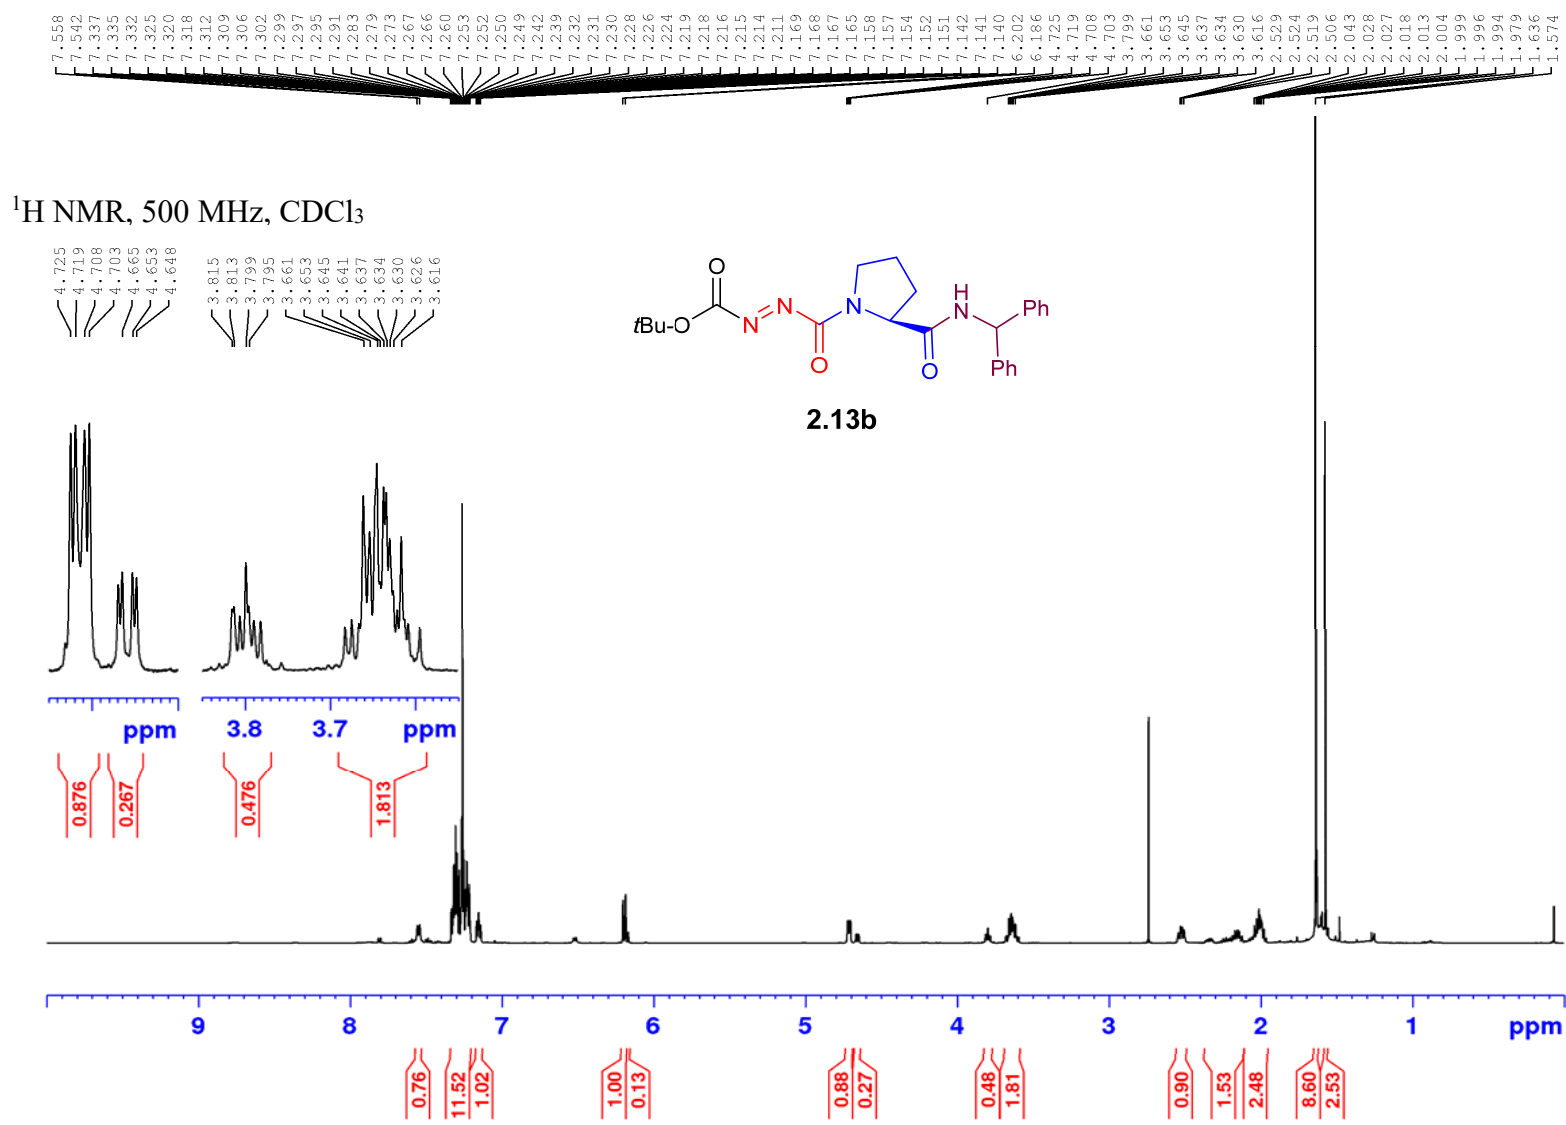 7.558 7.542 7.337 7.335 7.332 7.325 7.320 7.318 7.312 7.309 7.306 7.302 7.299 7.297 7.295 7.291 7.283 7.279 7.273 7.267 7.266 7.260 7.253 7.252 7.250 7.249 7.242 7.239 7.232 7.231 7.230 7.228 7.226 7.224 7.219 7.218 7.216 7.215 7.214 7.211 7.169 7.168 7.167 7.165 7.158 7.157 7.154 7.152 7.151 7.142 7.141 7.140 6.202 6.186 4.725 4.719 4.708 4.703 3.799 3.661 3.653 3.645 3.637 3.634 3.630 3.616 2.529 2.524 2.519 2.506 2.043 2.028 2.027 2.018 2.013 2.004 1.999 1.996 1.994 1.979 1.636 1.574
¹H NMR, 500 MHz, CDCl₃
4.725 4.719 4.708 4.703 4.665 4.653 4.648
3.815 3.813 3.799 3.795 3.661 3.653 3.645 3.641 3.637 3.634 3.630 3.626 3.616
O
tBu-O
N
N
O
N
O
H
N
Ph
Ph
2.13b
ppm
3.8 3.7 ppm
0.876 0.267 0.476 1.813
9 8 7 6 5 4 3 2 1 ppm
0.76 11.52 1.02 1.00 0.13 0.88 0.27 0.48 1.81 0.90 1.53 2.48 8.60 2.53